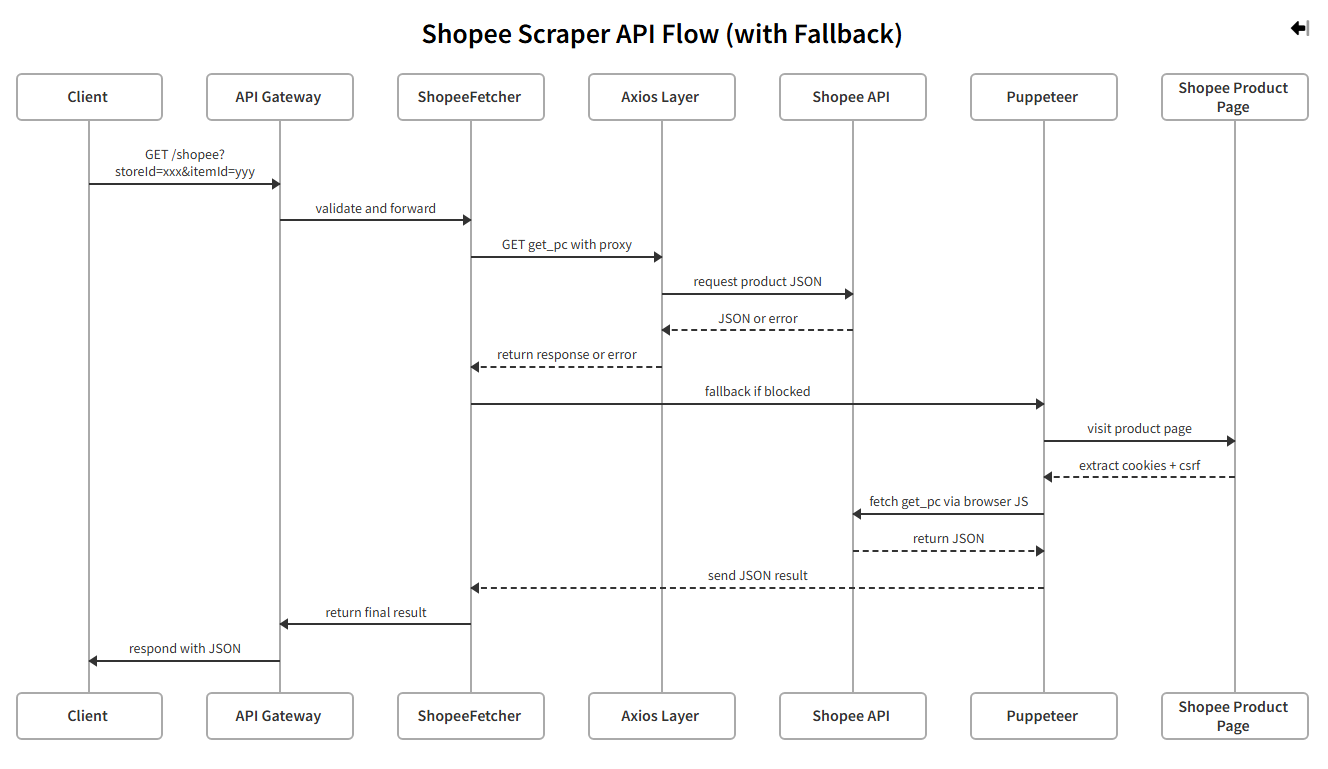 Shopee Scraper API Flow (with Fallback)
Client
API Gateway
ShopeeFetcher
Axios Layer
Shopee API
Puppeteer
Shopee Product
Page
GET /shopee?
storeId=xxx&itemId=yyy
validate and forward
GET get_pc with proxy
request product JSON
JSON or error
return response or error
fallback if blocked
visit product page
extract cookies + csrf
fetch get_pc via browser JS
return JSON
send JSON result
return final result
respond with JSON
Client
API Gateway
ShopeeFetcher
Axios Layer
Shopee API
Puppeteer
Shopee Product
Page